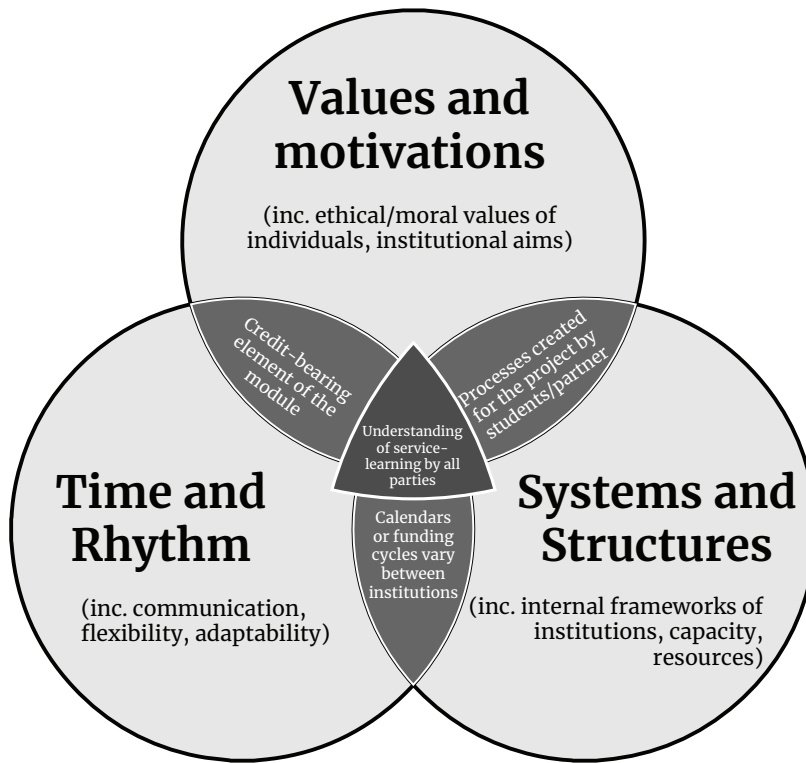 Values and
motivations
(inc. ethical/moral values of
individuals, institutional aims)
Credit-bearing
element of the
module
Processes created
for the project by
students/partner
Understanding
of service-
learning by all
parties
Time and
Rhythm
(inc. communication,
flexibility, adaptability)
Calendars
or funding
cycles vary
between
institutions
Systems and
Structures
(inc. internal frameworks of
institutions, capacity,
resources)